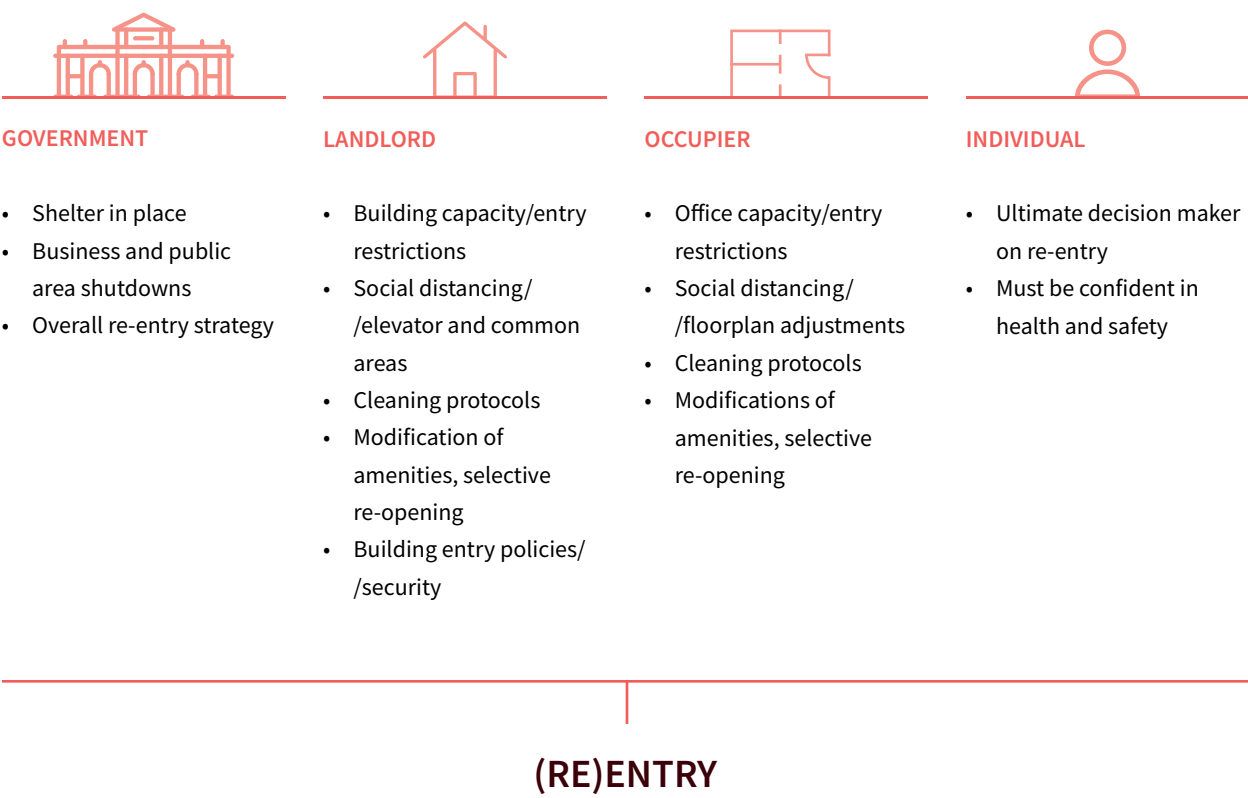 GOVERNMENT
• Shelter in place
• Business and public
area shutdowns
• Overall re-entry strategy
LANDLORD
• Building capacity/entry
restrictions
• Social distancing/
/elevator and common
areas
• Cleaning protocols
• Modification of
amenities, selective
re-opening
• Building entry policies/
/security
OCCUPIER
• Office capacity/entry
restrictions
• Social distancing/
/floorplan adjustments
• Cleaning protocols
• Modifications of
amenities, selective
re-opening
INDIVIDUAL
• Ultimate decision maker
on re-entry
• Must be confident in
health and safety
(RE)ENTRY